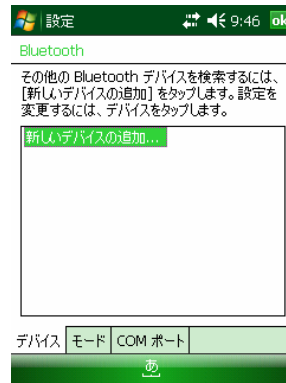 設定 9:46 ok
Bluetooth
その他の Bluetooth デバイスを検索するには、
[新しいデバイスの追加] をタップします。設定を
変更するには、デバイスをタップします。
新しいデバイスの追加...
デバイス モード COM ポート
あ